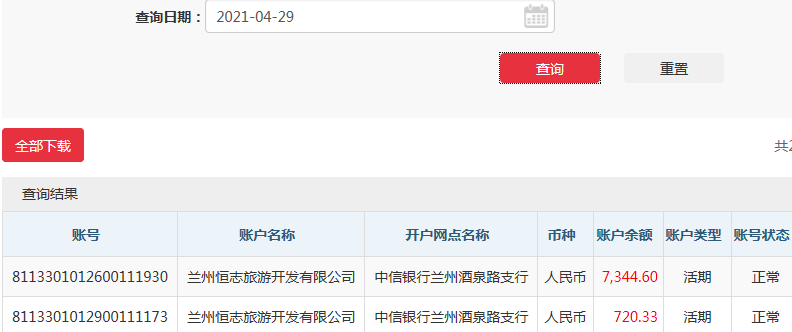 查询日期： 2021-04-29
查询 重置
全部下载 共2
查询结果
账号 账户名称 开户网点名称 币种 账户余额 账户类型 账号状态
8113301012600111930 兰州恒志旅游开发有限公司 中信银行兰州酒泉路支行 人民币 7,344.60 活期 正常
8113301012900111173 兰州恒志旅游开发有限公司 中信银行兰州酒泉路支行 人民币 720.33 活期 正常